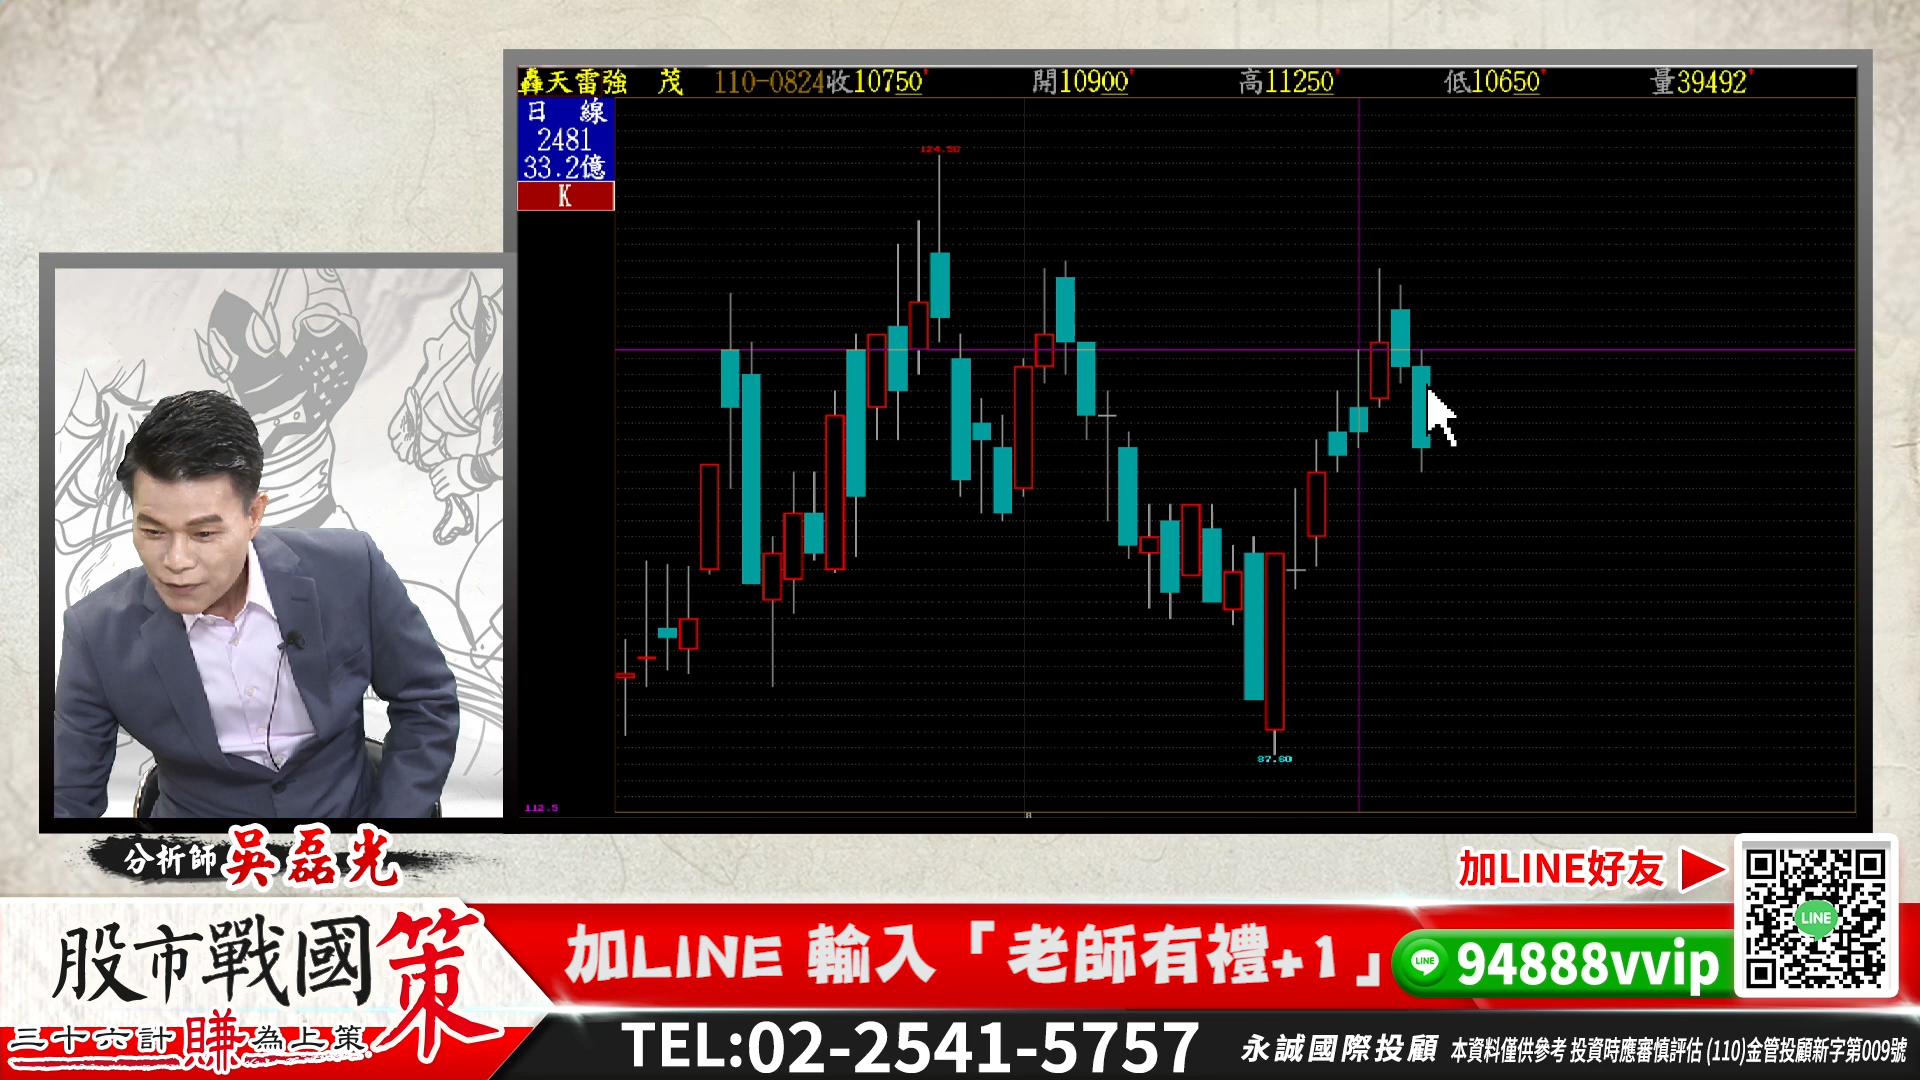 轟天雷強 茂 110-0824收10750 開10900 高11250 低10650 量39492
日 線
2481
33.2億
K
124.50
87.60
112.5
8
分析師 吳磊光
加LINE好友
股市戰國策
三十六計 賺 為上策
加LINE 輸入「老師有禮+1」
LINE 94888vvip
LINE
TEL:02-2541-5757
永誠國際投顧 本資料僅供參考 投資時應審慎評估 (110)金管投顧新字第009號